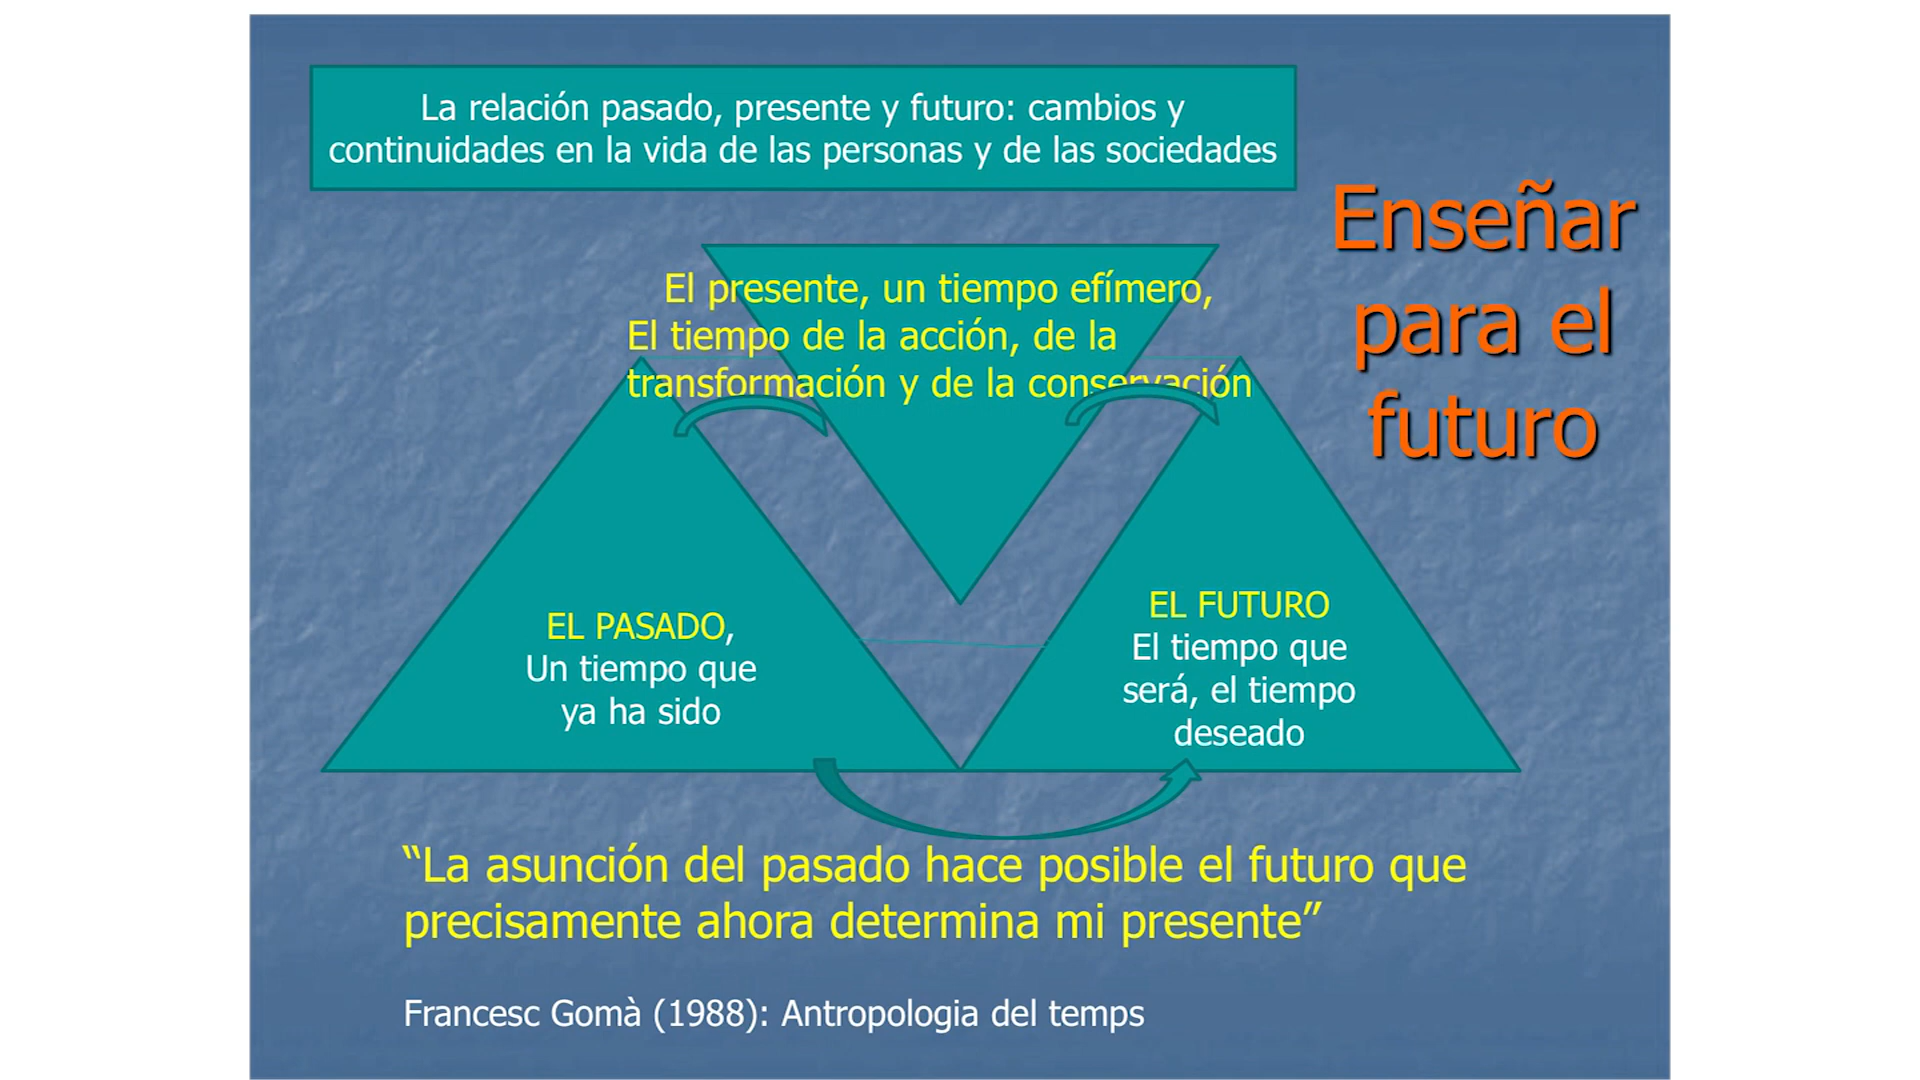 La relación pasado, presente y futuro: cambios y
continuidades en la vida de las personas y de las sociedades
Enseñar
para el
futuro
El presente, un tiempo efímero,
El tiempo de la acción, de la
transformación y de la conservación
EL PASADO,
Un tiempo que
ya ha sido
EL FUTURO
El tiempo que
será, el tiempo
deseado
“La asunción del pasado hace posible el futuro que
precisamente ahora determina mi presente”
Francesc Gomà (1988): Antropologia del temps